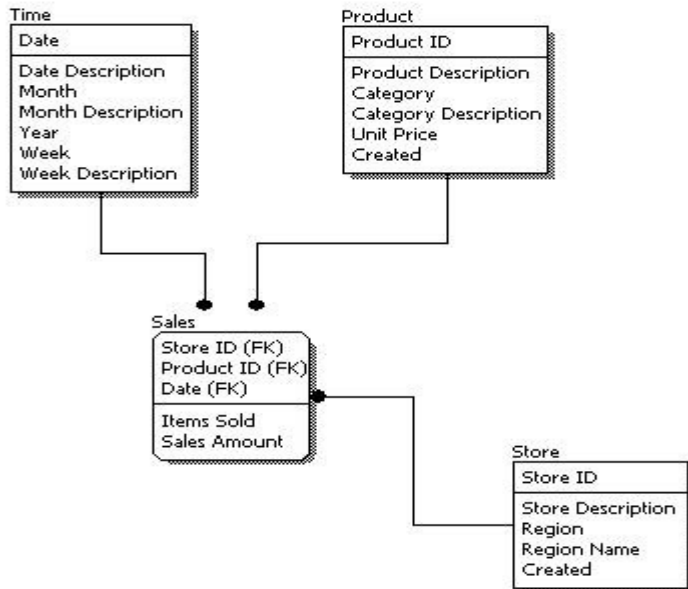 Time
Date
Date Description
Month
Month Description
Year
Week
Week Description
Product
Product ID
Product Description
Category
Category Description
Unit Price
Created
Sales
Store ID (FK)
Product ID (FK)
Date (FK)
Items Sold
Sales Amount
Store
Store ID
Store Description
Region
Region Name
Created